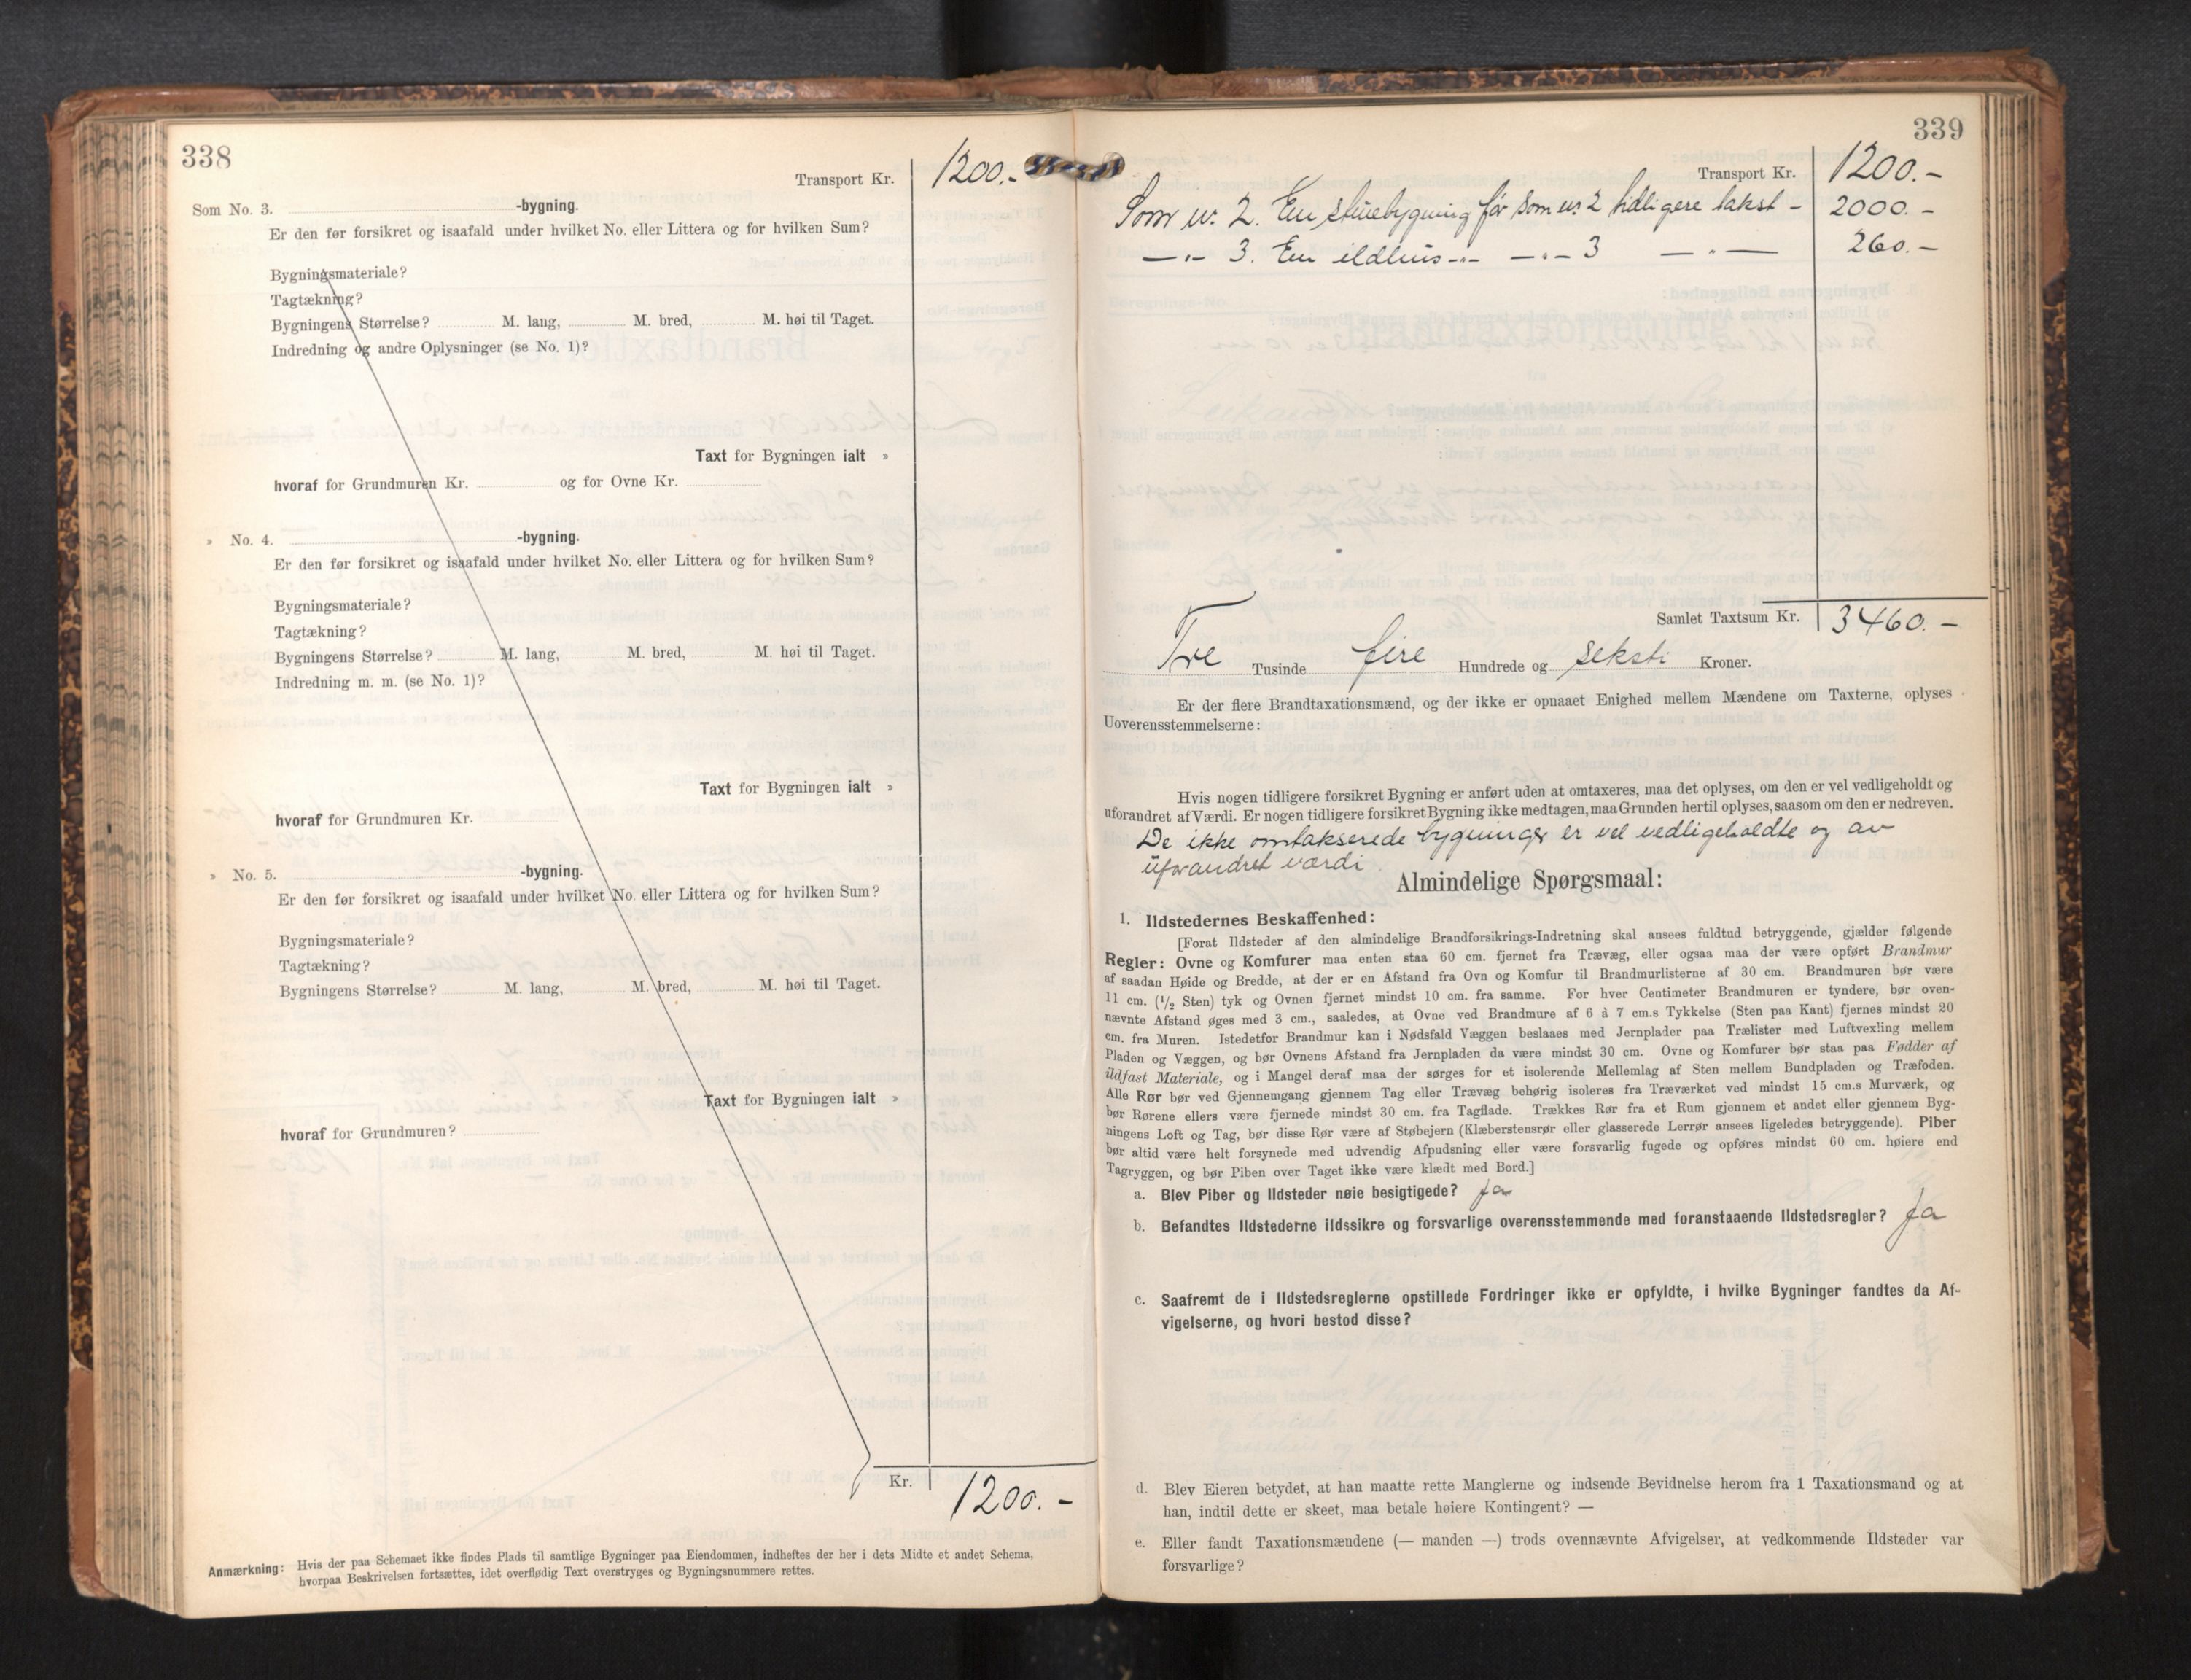 338
Transport Kr. 1200.-
Som No. 3. -bygning.
Er den før forsikret og isaafald under hvilket No. eller Littera og for hvilken Sum?
Bygningsmateriale?
Tagtækning?
Bygningens Størrelse? M. lang, M. bred, M. høi til Taget.
Indredning og andre Oplysninger (se No. 1)?
Taxt for Bygningen ialt »
hvoraf for Grundmuren Kr. og for Ovne Kr.
» No. 4. -bygning.
Er den før forsikret og isaafald under hvilket No. eller Littera og for hvilken Sum?
Bygningsmateriale?
Tagtækning?
Bygningens Størrelse? M. lang, M. bred, M. høi til Taget.
Indredning m. m. (se No. 1)?
Taxt for Bygningen ialt »
hvoraf for Grundmuren Kr.
» No. 5. -bygning.
Er den før forsikret og isaafald under hvilket No. eller Littera og for hvilken Sum?
Bygningsmateriale?
Tagtækning?
Bygningens Størrelse? M. lang, M. bred, M. høi til Taget.
Taxt for Bygningen ialt »
hvoraf for Grundmuren?
Kr. 1200.-
Anmærkning: Hvis der paa Schemaet ikke findes Plads til samtlige Bygninger paa Eiendommen, indheftes der her i dets Midte et andet Schema,
hvorpaa Beskrivelsen fortsættes, idet overflødig Text overstryges og Bygningsnummere rettes.
339
Transport Kr. 1200.-
Som nr. 2. En stuebygning før som nr 2 tidligere takst - 2000.-
-"- 3. En ildhus -"- -"- 3 -"- 260.-
Samlet Taxtsum Kr. 3460.-
Tre Tusinde fire Hundrede og seksti Kroner.
Er der flere Brandtaxationsmænd, og der ikke er opnaaet Enighed mellem Mændene om Taxterne, oplyses
Uoverensstemmelserne:
Hvis nogen tidligere forsikret Bygning er anført uden at omtaxeres, maa det oplyses, om den er vel vedligeholdt og
uforandret af Værdi. Er nogen tidligere forsikret Bygning ikke medtagen, maa Grunden hertil oplyses, saasom om den er nedreven.
De ikke omtakserede bygninger er vel vedligeholdte og av
uforandret værdi.
Almindelige Spørgsmaal:
1. Ildstedernes Beskaffenhed:
[Forat Ildsteder af den almindelige Brandforsikrings-Indretning skal ansees fuldtud betryggende, gjælder følgende
Regler: Ovne og Komfurer maa enten staa 60 cm. fjernet fra Trævæg, eller ogsaa maa der være opført Brandmur
af saadan Høide og Bredde, at der er en Afstand fra Ovn og Komfur til Brandmurlisterne af 30 cm. Brandmuren bør være
11 cm. (1/2 Sten) tyk og Ovnen fjernet mindst 10 cm. fra samme. For hver Centimeter Brandmuren er tyndere, bør oven-
nævnte Afstand øges med 3 cm., saaledes, at Ovne ved Brandmure af 6 à 7 cm.s Tykkelse (Sten paa Kant) fjernes mindst 20
cm. fra Muren. Istedetfor Brandmur kan i Nødsfald Væggen beslaaes med Jernplader paa Trælister med Luftvexling mellem
Pladen og Væggen, og bør Ovnens Afstand fra Jernpladen da være mindst 30 cm. Ovne og Komfurer bør staa paa Fødder af
ildfast Materiale, og i Mangel deraf maa der sørges for et isolerende Mellemlag af Sten mellem Bundpladen og Træfoden.
Alle Rør bør ved Gjennemgang gjennem Tag eller Trævæg behørig isoleres fra Træværket ved mindst 15 cm.s Murværk, og
bør Rørene ellers være fjernede mindst 30 cm. fra Tagflade. Trækkes Rør fra et Rum gjennem et andet eller gjennem Byg-
ningens Loft og Tag, bør disse Rør være af Støbejern (Klæberstensrør eller glasserede Lerrør ansees ligeledes betryggende). Piber
bør altid være helt forsynede med udvendig Afpudsning eller være forsvarlig fugede og opføres mindst 60 cm. høiere end
Tagryggen, og bør Piben over Taget ikke være klædt med Bord.]
a. Blev Piber og Ildsteder nøie besigtigede? Ja
b. Befandtes Ildstederne ildssikre og forsvarlige overensstemmende med foranstaaende Ildstedsregler? Ja
c. Saafremt de i Ildstedsreglerne opstillede Fordringer ikke er opfyldte, i hvilke Bygninger fandtes da Af-
vigelserne, og hvori bestod disse?
d. Blev Eieren betydet, at han maatte rette Manglerne og indsende Bevidnelse herom fra 1 Taxationsmand og at
han, indtil dette er skeet, maa betale høiere Kontingent? —
e. Eller fandt Taxationsmændene (— manden —) trods ovennævnte Afvigelser, at vedkommende Ildsteder var
forsvarlige?